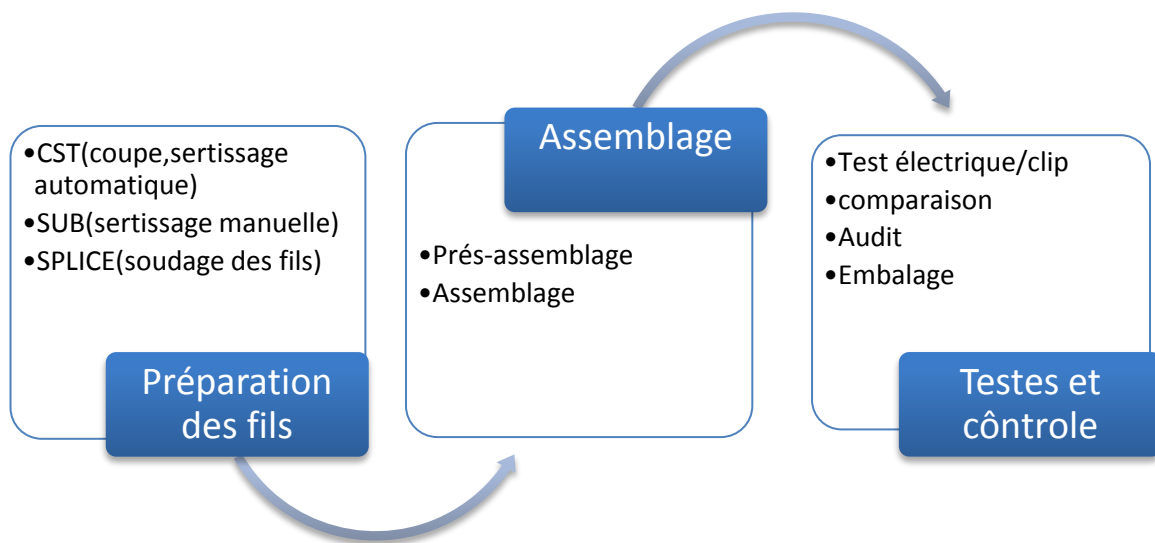 •CST(coupe,sertissage
automatique)
•SUB(sertissage manuelle)
•SPLICE(soudage des fils)
Préparation
des fils
Assemblage
•Prés-assemblage
•Assemblage
•Test électrique/clip
•comparaison
•Audit
•Embalage
Testes et
côntrole